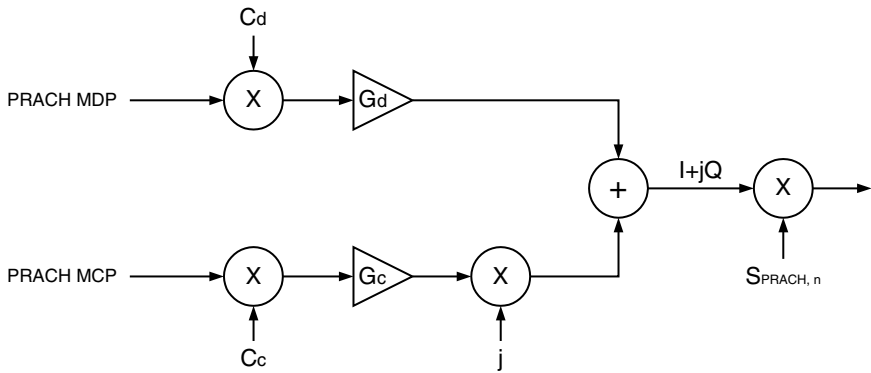 Cd
PRACH MDP
X
Gd
I+jQ
+
X
PRACH MCP
X
Gc
X
SPRACH, n
Cc
j